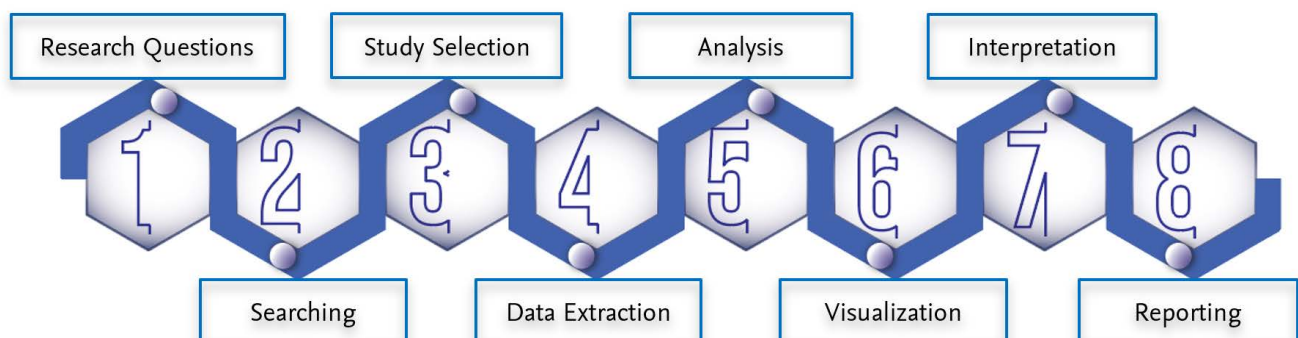 Research Questions
Study Selection
Analysis
Interpretation
1 2 3 4 5 6 7 8
Searching
Data Extraction
Visualization
Reporting